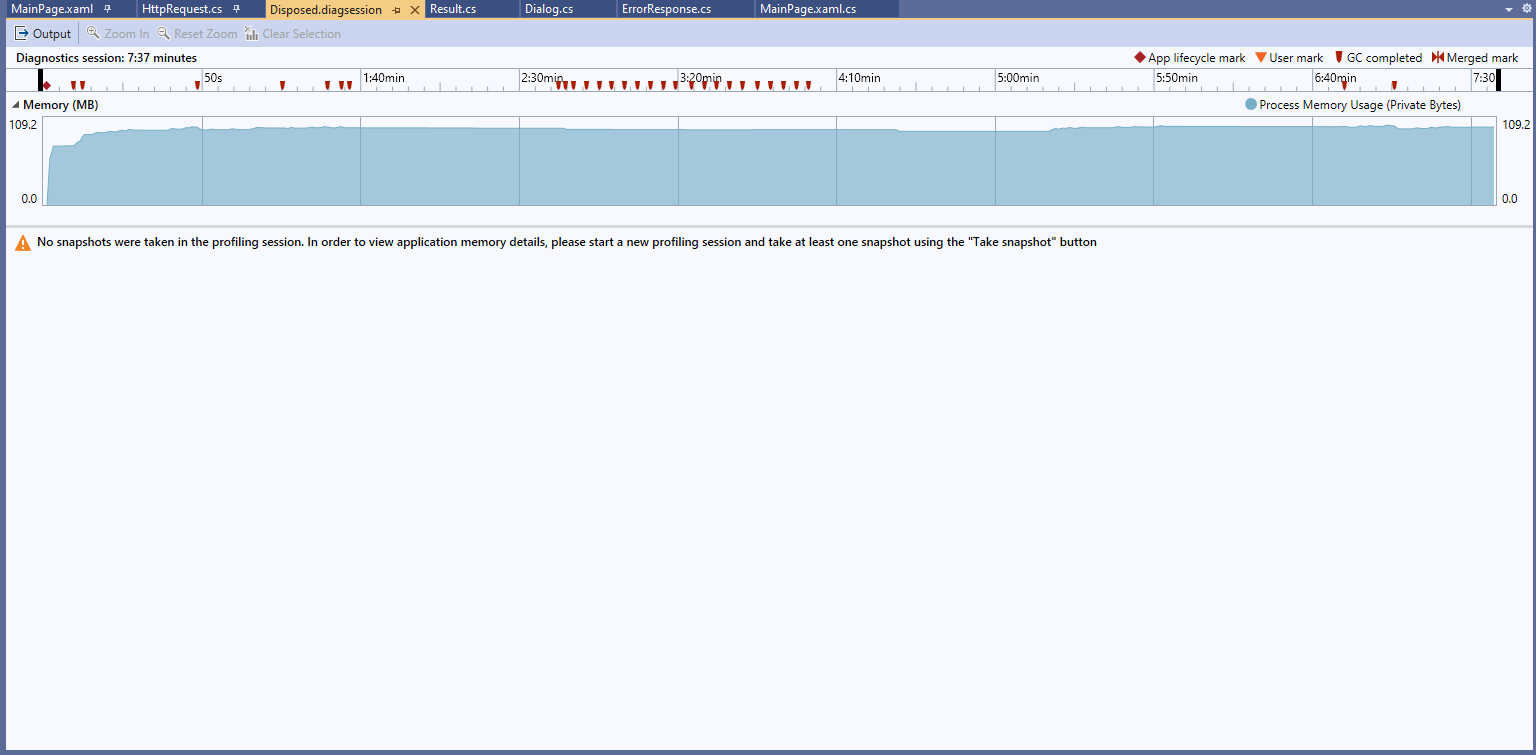 MainPage.xaml HttpRequest.cs Disposed.diagsession Result.cs Dialog.cs ErrorResponse.cs MainPage.xaml.cs
Output Zoom In Reset Zoom Clear Selection
Diagnostics session: 7:37 minutes App lifecycle mark User mark GC completed Merged mark
50s 1:40min 2:30min 3:20min 4:10min 5:00min 5:50min 6:40min 7:30
Memory (MB) Process Memory Usage (Private Bytes)
109.2 109.2
0.0 0.0
No snapshots were taken in the profiling session. In order to view application memory details, please start a new profiling session and take at least one snapshot using the "Take snapshot" button